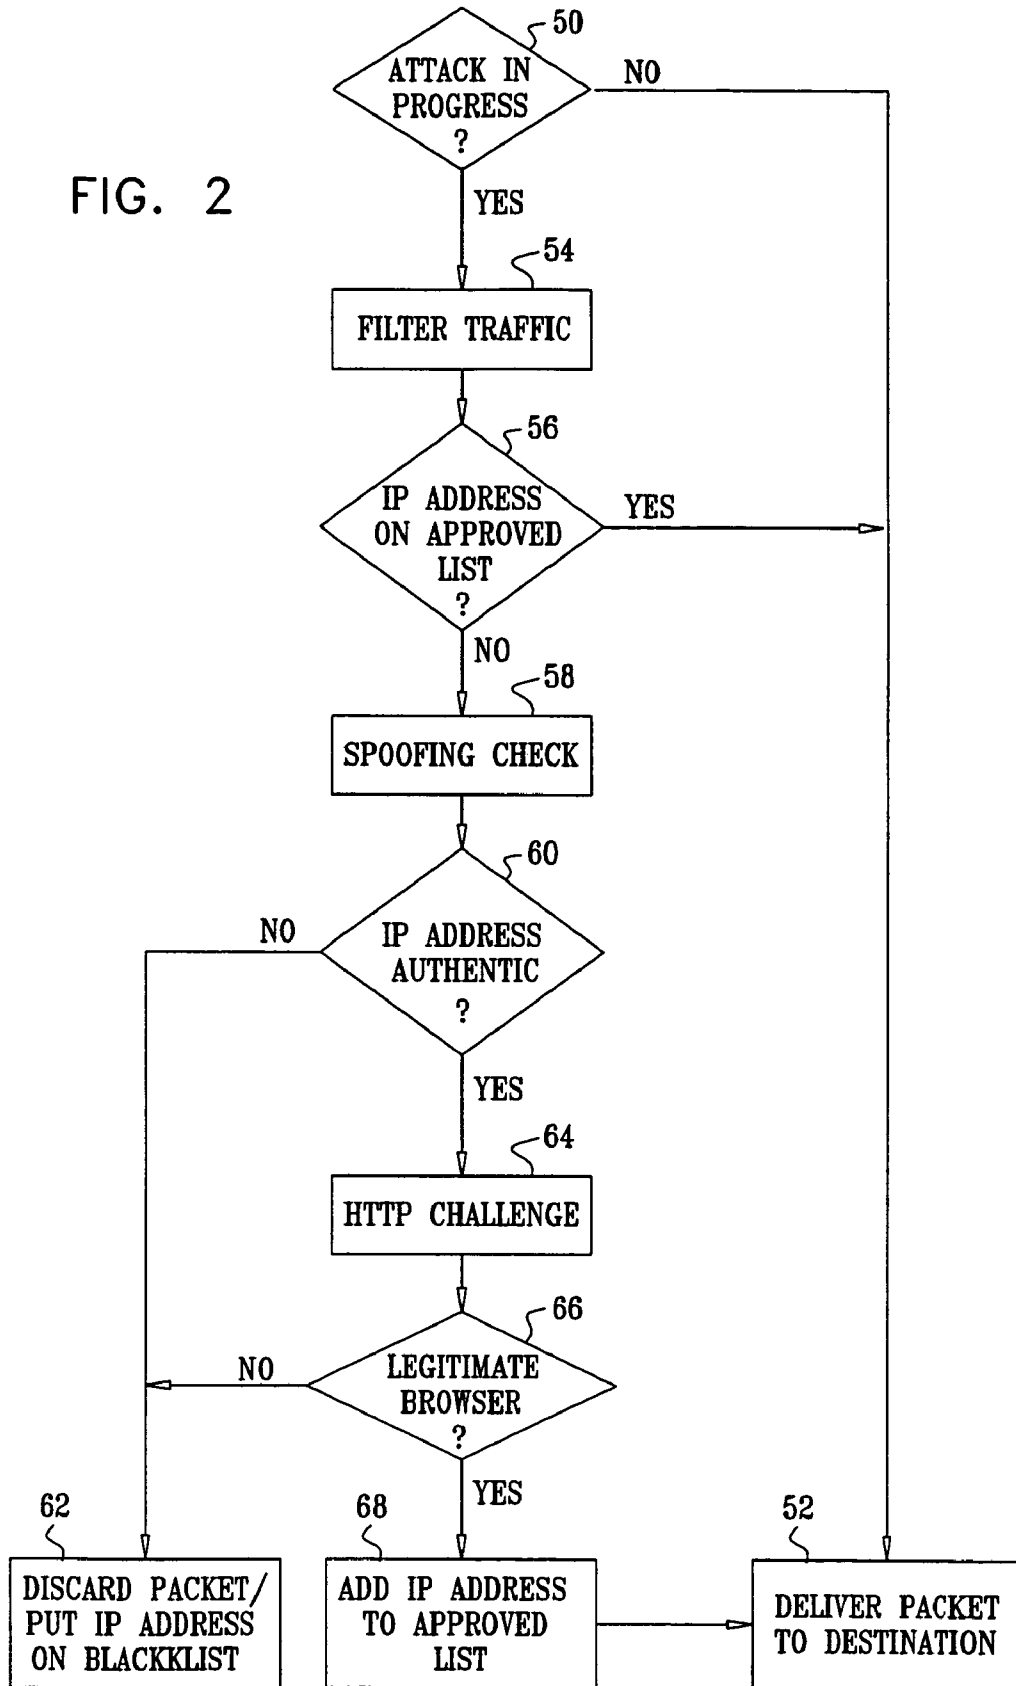 50
ATTACK IN
PROGRESS
?
NO
FIG. 2
YES
54
FILTER TRAFFIC
56
IP ADDRESS
ON APPROVED
LIST
?
YES
NO
58
SPOOFING CHECK
60
NO
IP ADDRESS
AUTHENTIC
?
YES
64
HTTP CHALLENGE
66
NO
LEGITIMATE
BROWSER
?
YES
62
68
52
DISCARD PACKET/
PUT IP ADDRESS
ON BLACKKLIST
ADD IP ADDRESS
TO APPROVED
LIST
DELIVER PACKET
TO DESTINATION